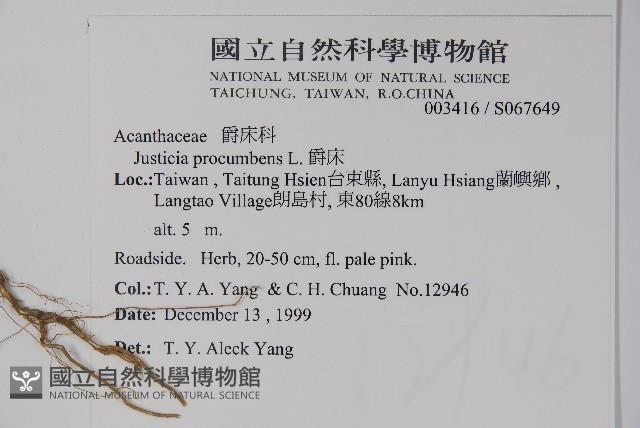 國立自然科學博物館
NATIONAL MUSEUM OF NATURAL SCIENCE
TAICHUNG, TAIWAN, R.O.CHINA
003416 / S067649
Acanthaceae 爵床科
Justicia procumbens L. 爵床
Loc.:Taiwan , Taitung Hsien台東縣, Lanyu Hsiang蘭嶼鄉 ,
Langtao Village朗島村, 東80線8km
alt. 5 m.
Roadside. Herb, 20-50 cm, fl. pale pink.
Col.:T. Y. A. Yang & C. H. Chuang No.12946
Date: December 13 , 1999
Det.: T. Y. Aleck Yang
國立自然科學博物館
NATIONAL MUSEUM OF NATURAL SCIENCE